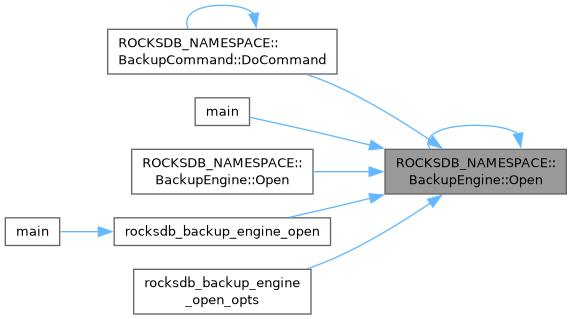 ROCKSDB_NAMESPACE::
BackupCommand::DoCommand
main
ROCKSDB_NAMESPACE::
BackupEngine::Open
ROCKSDB_NAMESPACE::
BackupEngine::Open
main
rocksdb_backup_engine_open
rocksdb_backup_engine
_open_opts